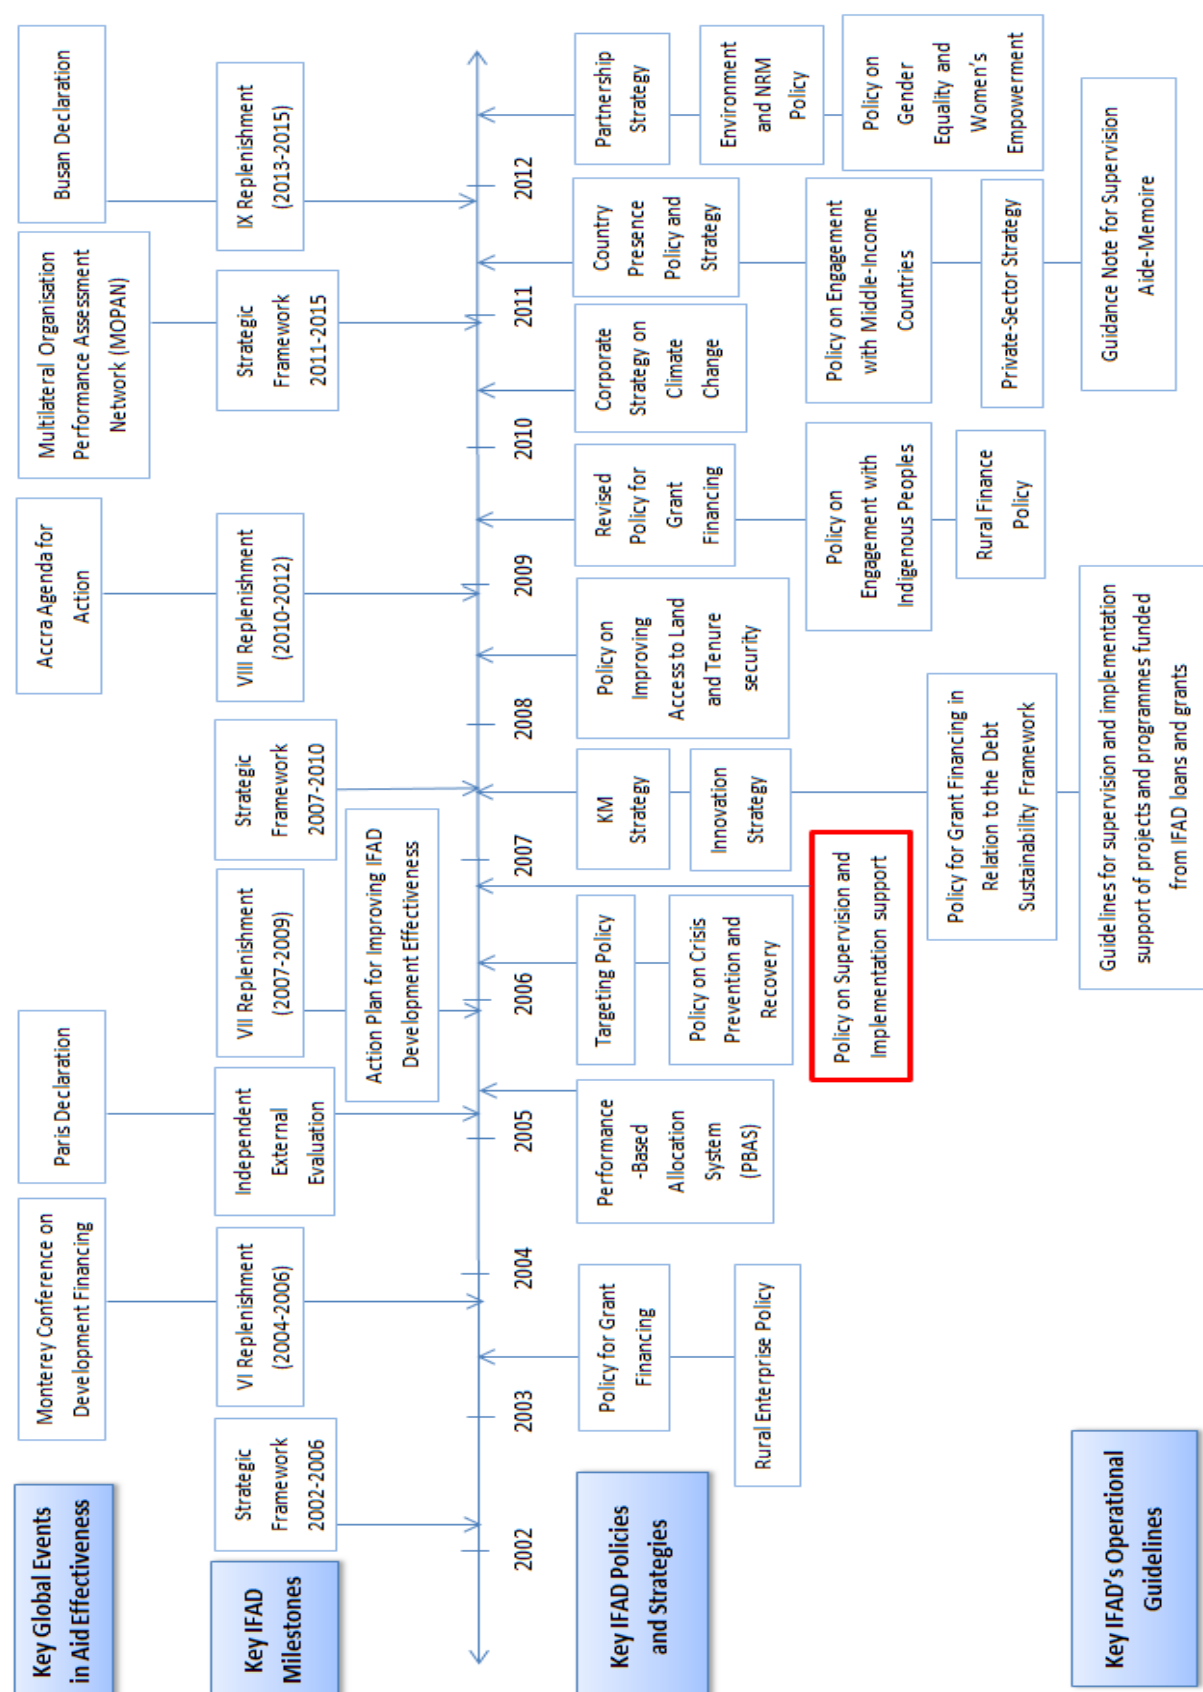 Key Global Events
in Aid Effectiveness
Monterey Conference on
Development Financing
Paris Declaration
Accra Agenda for
Action
Multilateral Organisation
Performance Assessment
Network (MOPAN)
Busan Declaration
Key IFAD
Milestones
Strategic
Framework
2002-2006
VI Replenishment
(2004-2006)
Independent
External
Evaluation
VII Replenishment
(2007-2009)
Action Plan for Improving IFAD
Development Effectiveness
Strategic
Framework
2007-2010
VIII Replenishment
(2010-2012)
Strategic
Framework
2011-2015
IX Replenishment
(2013-2015)
2002
2003
2004
2005
2006
2007
2008
2009
2010
2011
2012
Key IFAD Policies
and Strategies
Policy for Grant
Financing
Rural Enterprise Policy
Performance
-Based
Allocation
System
(PBAS)
Targeting Policy
Policy on Crisis
Prevention and
Recovery
Policy on Supervision and
Implementation support
KM
Strategy
Innovation
Strategy
Policy for Grant Financing in
Relation to the Debt
Sustainability Framework
Policy on
Improving
Access to Land
and Tenure
security
Revised
Policy for
Grant
Financing
Policy on
Engagement with
Indigenous Peoples
Rural Finance
Policy
Corporate
Strategy on
Climate
Change
Country
Presence
Policy and
Strategy
Policy on Engagement
with Middle-Income
Countries
Private-Sector Strategy
Partnership
Strategy
Environment
and NRM
Policy
Policy on
Gender
Equality and
Women's
Empowerment
Key IFAD's Operational
Guidelines
Guidelines for supervision and implementation
support of projects and programmes funded
from IFAD loans and grants
Guidance Note for Supervision
Aide-Memoire